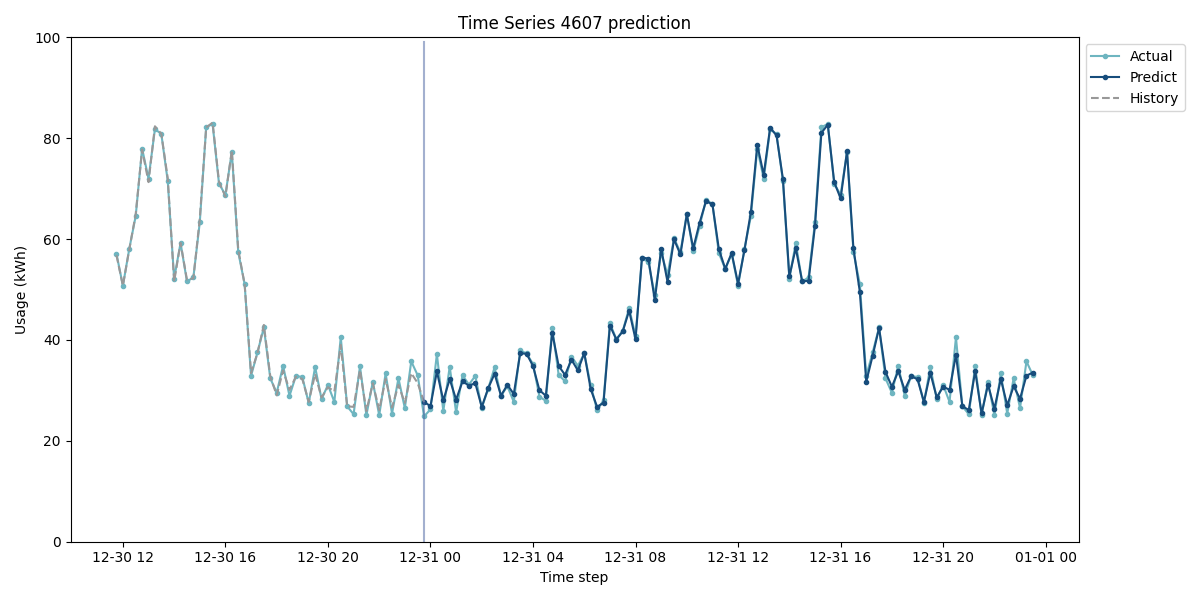 Time Series 4607 prediction
Usage (kWh)
100
80
60
40
20
0
12-30 12
12-30 16
12-30 20
12-31 00
12-31 04
12-31 08
12-31 12
12-31 16
12-31 20
01-01 00
Time step
Actual
Predict
History